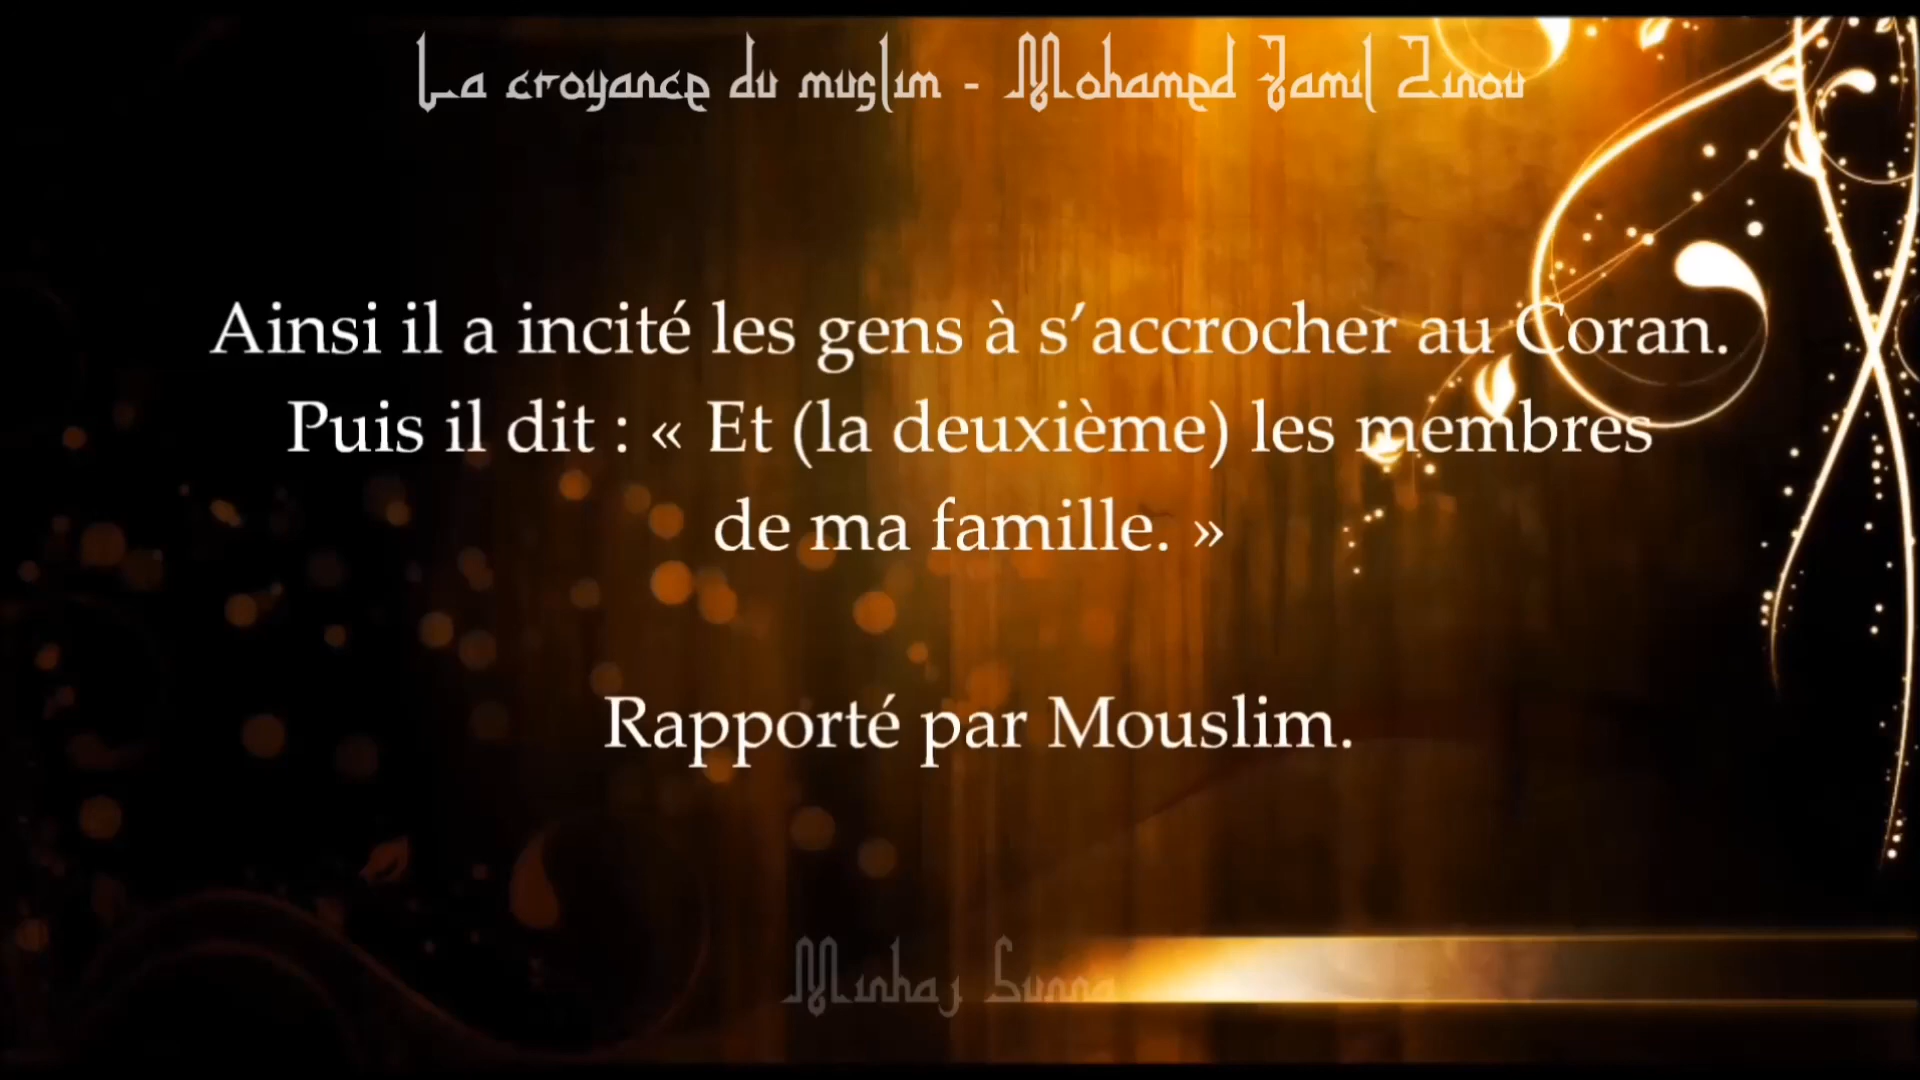 La croyance du muslim - Mohamed Jamil Zinou
Ainsi il a incité les gens à s’accrocher au Coran.
Puis il dit : « Et (la deuxième) les membres
de ma famille. »
Rapporté par Mouslim.
Minhaj Sunna